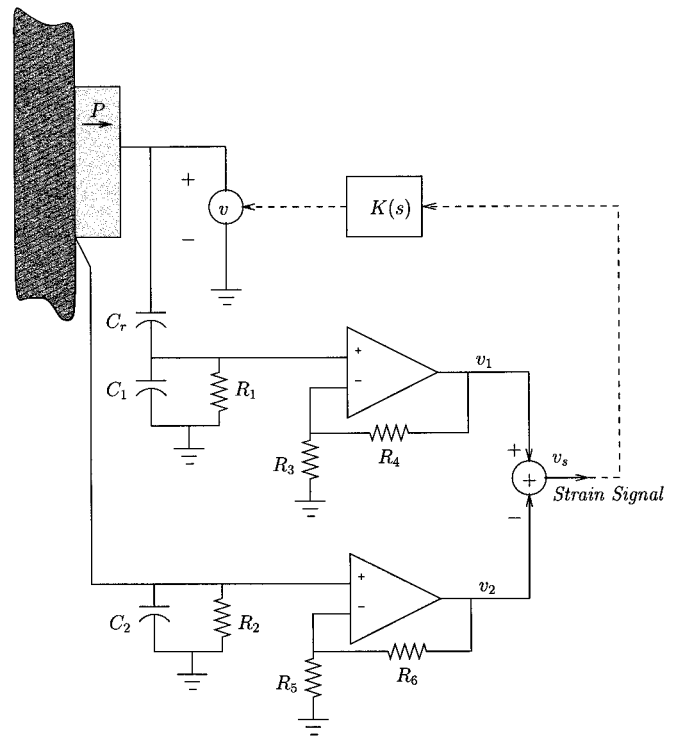 P
+
v
−
K(s)
C_r
C_1
R_1
+
−
v_1
R_3
R_4
+
+
v_s
Strain Signal
−
C_2
R_2
+
−
v_2
R_5
R_6